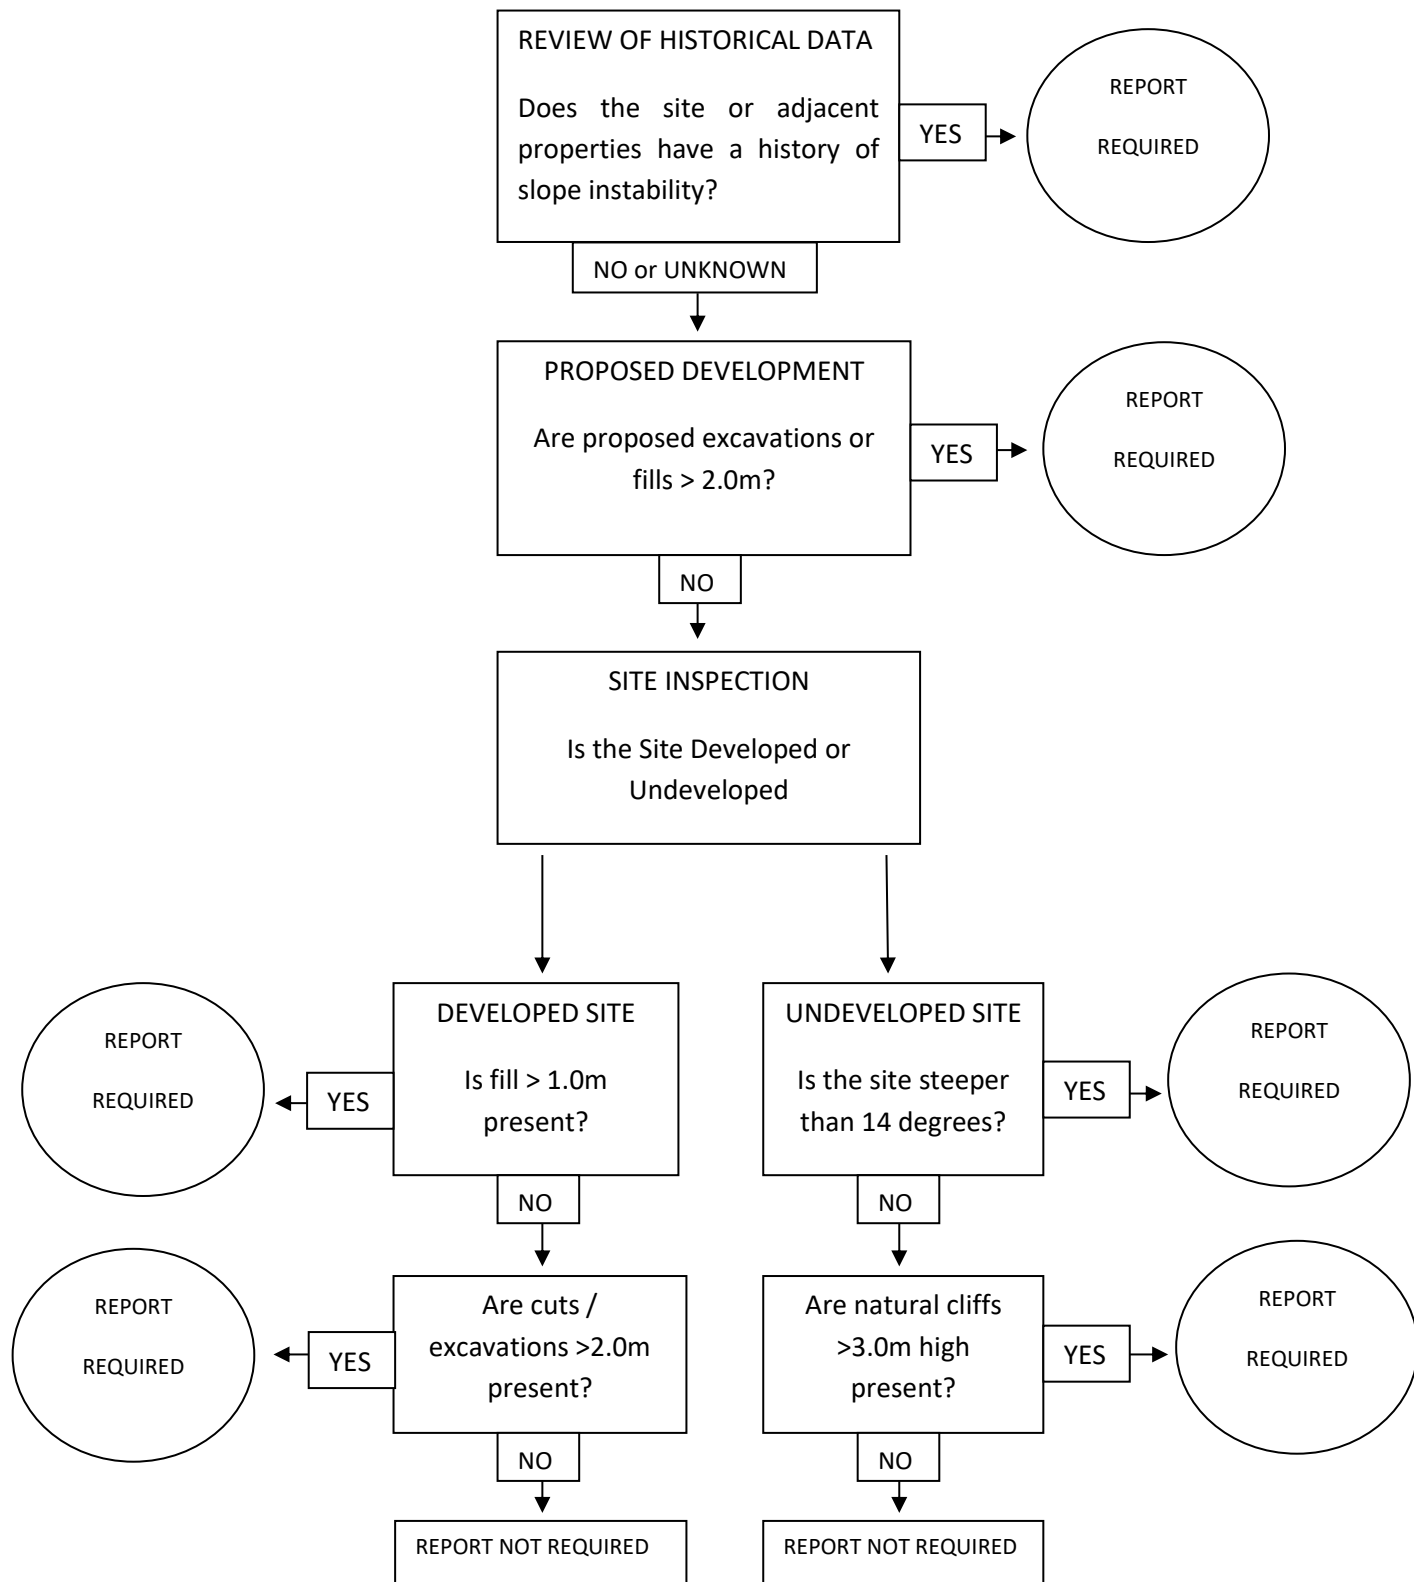 REVIEW OF HISTORICAL DATA
Does the site or adjacent
properties have a history of
slope instability?
YES
REPORT
REQUIRED
NO or UNKNOWN
PROPOSED DEVELOPMENT
Are proposed excavations or
fills > 2.0m?
YES
REPORT
REQUIRED
NO
SITE INSPECTION
Is the Site Developed or
Undeveloped
DEVELOPED SITE
Is fill > 1.0m
present?
YES
REPORT
REQUIRED
NO
Are cuts /
excavations >2.0m
present?
YES
REPORT
REQUIRED
NO
REPORT NOT REQUIRED
UNDEVELOPED SITE
Is the site steeper
than 14 degrees?
YES
REPORT
REQUIRED
NO
Are natural cliffs
>3.0m high
present?
YES
REPORT
REQUIRED
NO
REPORT NOT REQUIRED